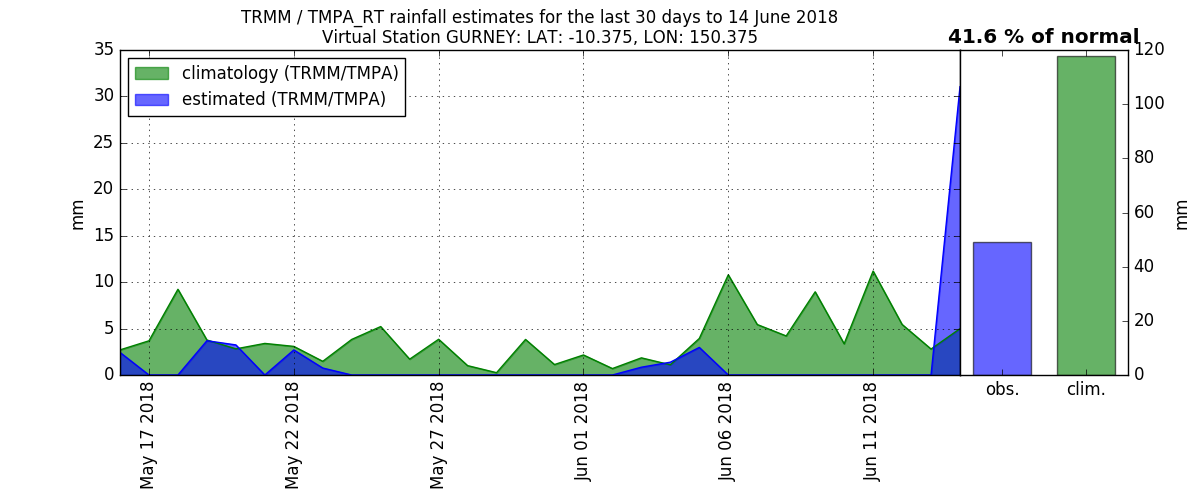 TRMM / TMPA_RT rainfall estimates for the last 30 days to 14 June 2018
Virtual Station GURNEY: LAT: -10.375, LON: 150.375
41.6 % of normal
climatology (TRMM/TMPA)
estimated (TRMM/TMPA)
35
30
25
20
15
10
5
0
mm
May 17 2018
May 22 2018
May 27 2018
Jun 01 2018
Jun 06 2018
Jun 11 2018
obs.
clim.
120
100
80
60
40
20
0
mm